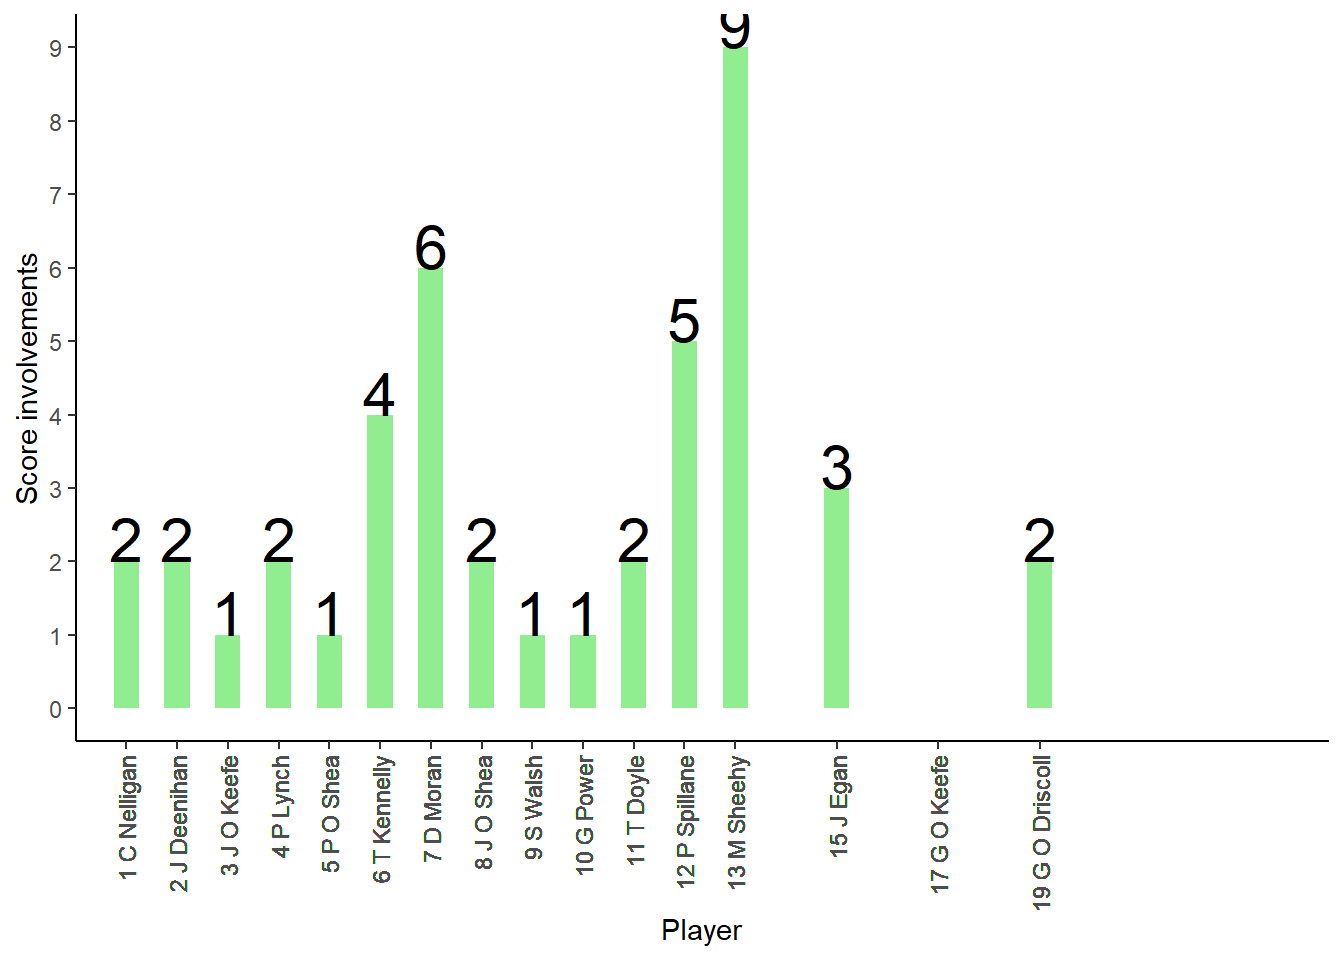 Score involvements
9
8
7
6
5
4
3
2
1
0
2
2
1
2
1
4
6
2
1
1
2
5
9
3
2
1 C Nelligan
2 J Deenihan
3 J O Keefe
4 P Lynch
5 P O Shea
6 T Kennelly
7 D Moran
8 J O Shea
9 S Walsh
10 G Power
11 T Doyle
12 P Spillane
13 M Sheehy
15 J Egan
17 G O Keefe
19 G O Driscoll
Player